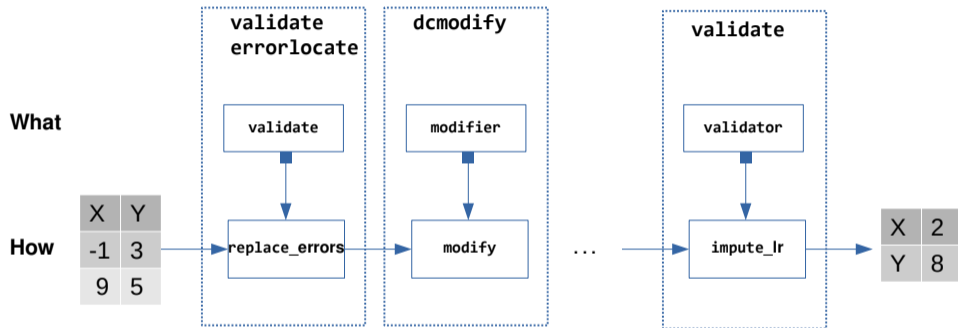 validate
errorlocate
dcmodify
validate
What
validate
modifier
validator
X Y
-1 3
9 5
How
replace_errors
modify
...
impute_lr
X 2
Y 8